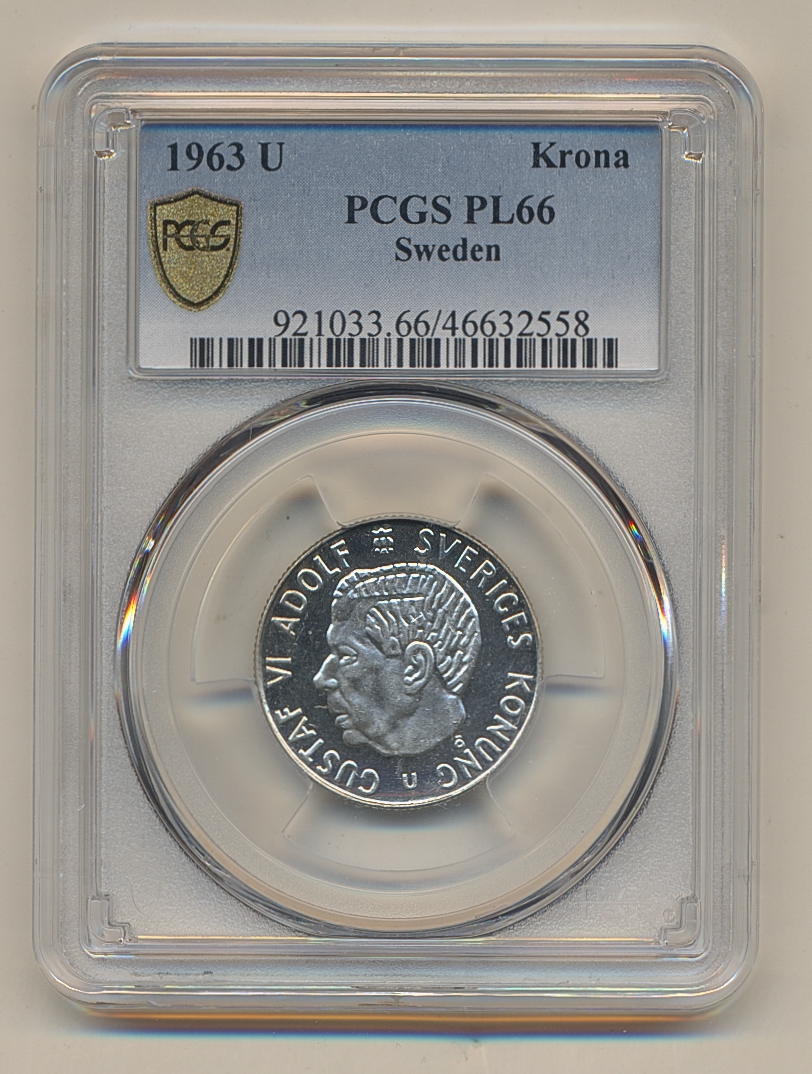 1963 U Krona
PCGS PL66
Sweden
PCGS
921033.66/46632558
GUSTAF VI ADOLF SVERIGES KONUNG
U